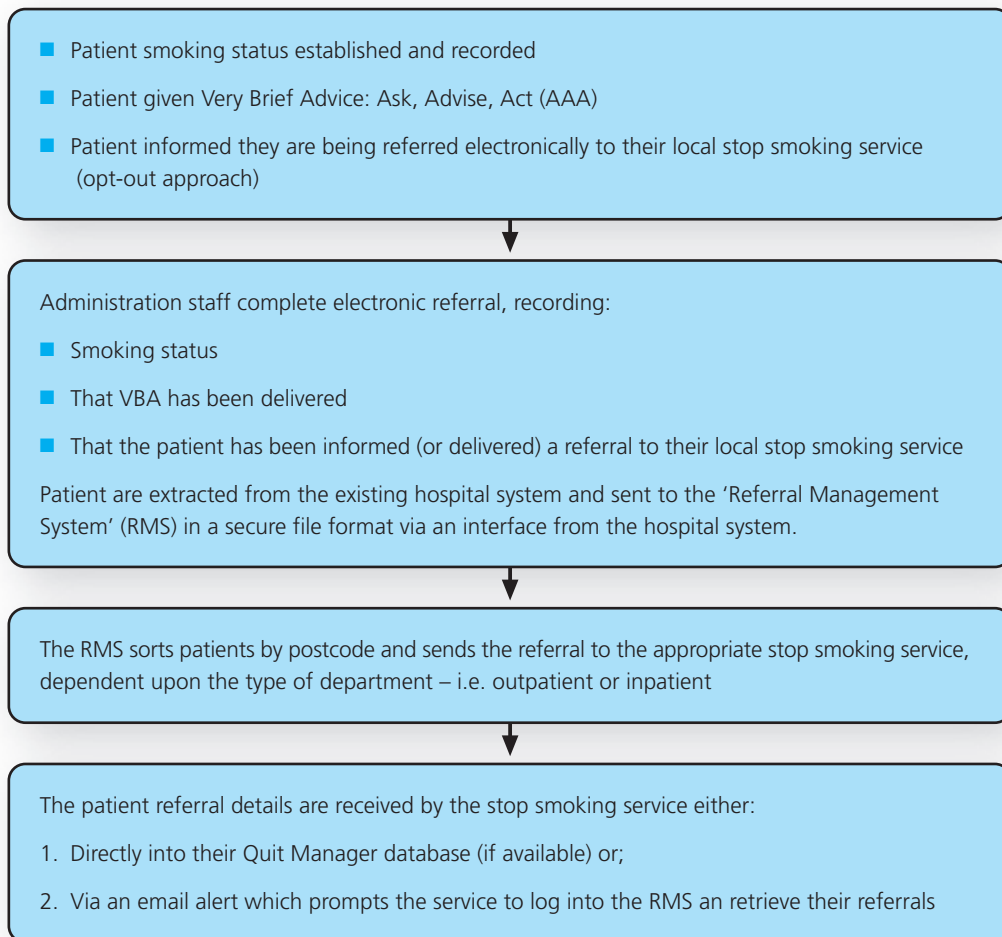 ■ Patient smoking status established and recorded
■ Patient given Very Brief Advice: Ask, Advise, Act (AAA)
■ Patient informed they are being referred electronically to their local stop smoking service
(opt-out approach)
Administration staff complete electronic referral, recording:
■ Smoking status
■ That VBA has been delivered
■ That the patient has been informed (or delivered) a referral to their local stop smoking service
Patient are extracted from the existing hospital system and sent to the ‘Referral Management
System’ (RMS) in a secure file format via an interface from the hospital system.
The RMS sorts patients by postcode and sends the referral to the appropriate stop smoking service,
dependent upon the type of department – i.e. outpatient or inpatient
The patient referral details are received by the stop smoking service either:
1. Directly into their Quit Manager database (if available) or;
2. Via an email alert which prompts the service to log into the RMS an retrieve their referrals